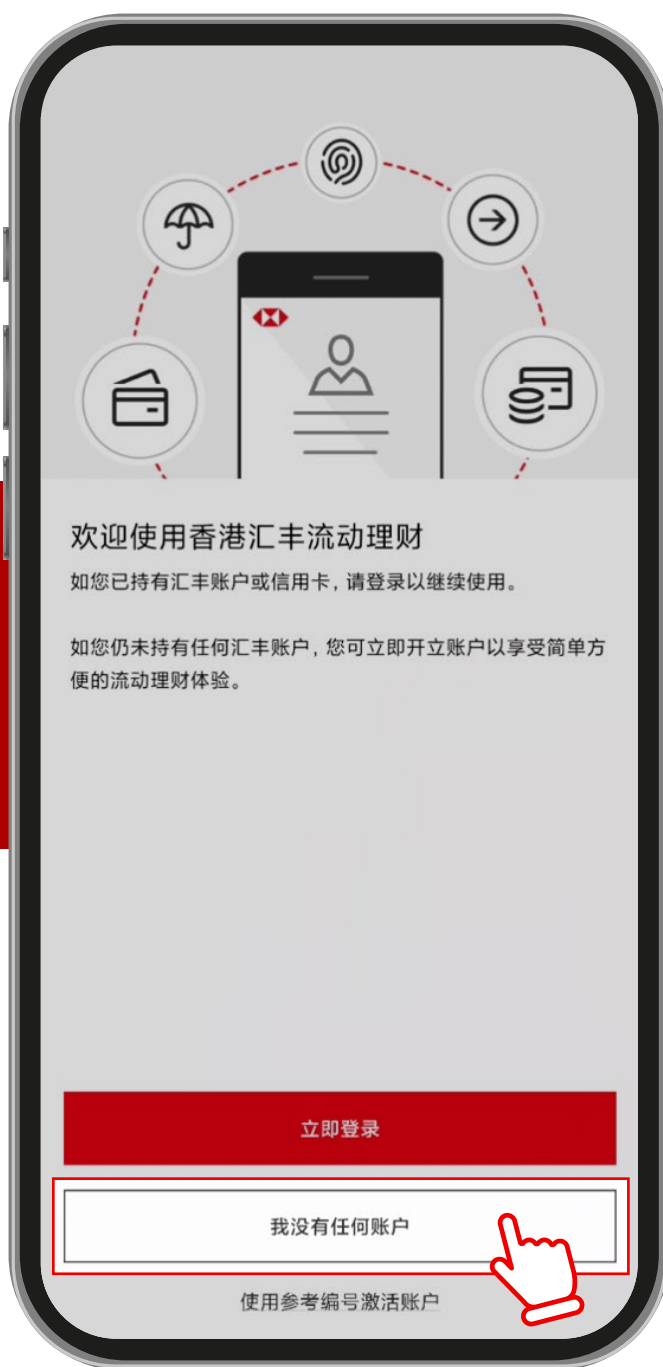 欢迎使用香港汇丰流动理财
如您已持有汇丰账户或信用卡，请登录以继续使用。
如您仍未持有任何汇丰账户，您可立即开立账户以享受简单方
便的流动理财体验。
立即登录
我没有任何账户
使用参考编号激活账户